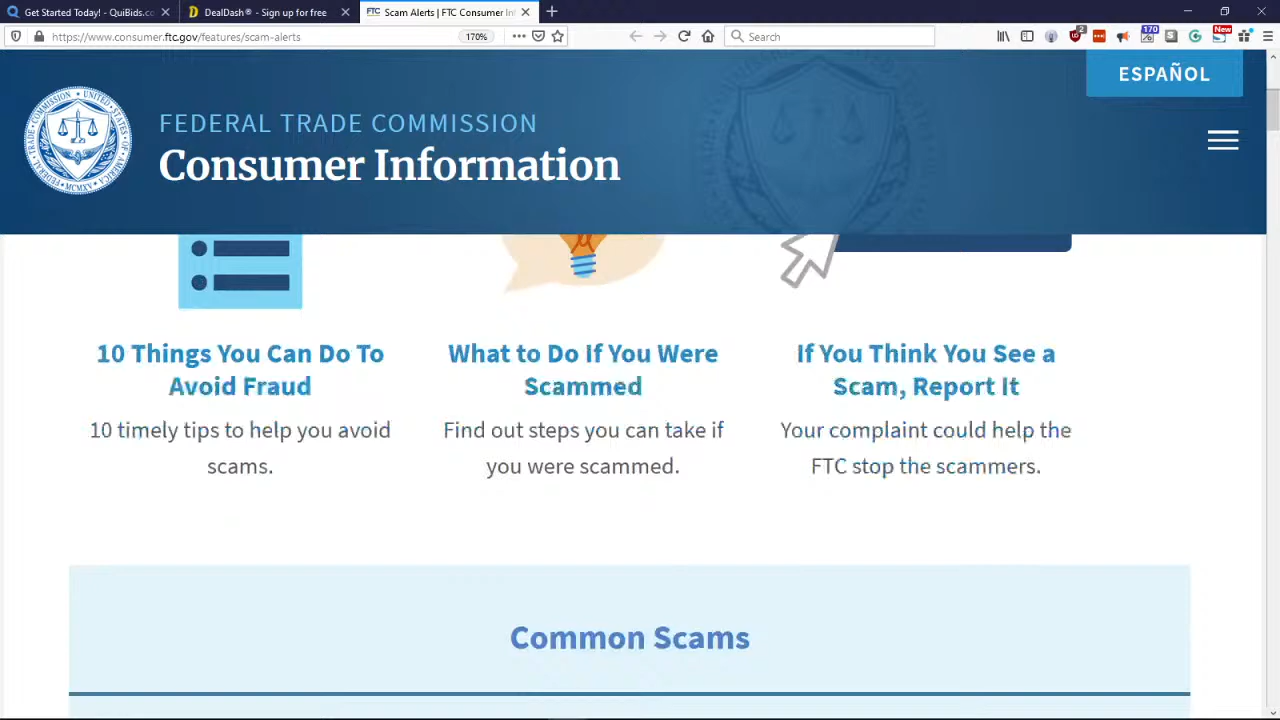 Get Started Today! - QuiBids.co
DealDash® - Sign up for free
FTC Scam Alerts | FTC Consumer In
https://www.consumer.ftc.gov/features/scam-alerts
170%
Search
2
170
New
ESPAÑOL
FEDERAL TRADE COMMISSION
Consumer Information
10 Things You Can Do To
Avoid Fraud
10 timely tips to help you avoid
scams.
What to Do If You Were
Scammed
Find out steps you can take if
you were scammed.
If You Think You See a
Scam, Report It
Your complaint could help the
FTC stop the scammers.
Common Scams